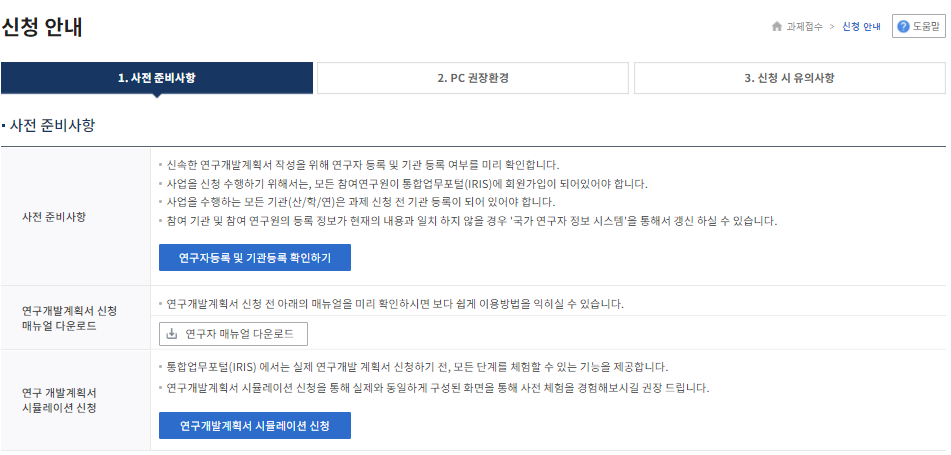 신청 안내
과제접수 > 신청 안내
도움말
1. 사전 준비사항
2. PC 권장환경
3. 신청 시 유의사항
사전 준비사항
사전 준비사항
신속한 연구개발계획서 작성을 위해 연구자 등록 및 기관 등록 여부를 미리 확인합니다.
사업을 신청 수행하기 위해서는, 모든 참여연구원이 통합업무포털(IRIS)에 회원가입이 되어있어야 합니다.
사업을 수행하는 모든 기관(산/학/연)은 과제 신청 전 기관 등록이 되어 있어야 합니다.
참여 기관 및 참여 연구원의 등록 정보가 현재의 내용과 일치 하지 않을 경우 '국가 연구자 정보 시스템'을 통해서 갱신 하실 수 있습니다.
연구자등록 및 기관등록 확인하기
연구개발계획서 신청
매뉴얼 다운로드
연구개발계획서 신청 전 아래의 매뉴얼을 미리 확인하시면 보다 쉽게 이용방법을 익히실 수 있습니다.
연구자 매뉴얼 다운로드
연구 개발계획서
시뮬레이션 신청
통합업무포털(IRIS) 에서는 실제 연구개발 계획서 신청하기 전, 모든 단계를 체험할 수 있는 기능을 제공합니다.
연구개발계획서 시뮬레이션 신청을 통해 실제와 동일하게 구성된 화면을 통해 사전 체험을 경험해보시길 권장 드립니다.
연구개발계획서 시뮬레이션 신청